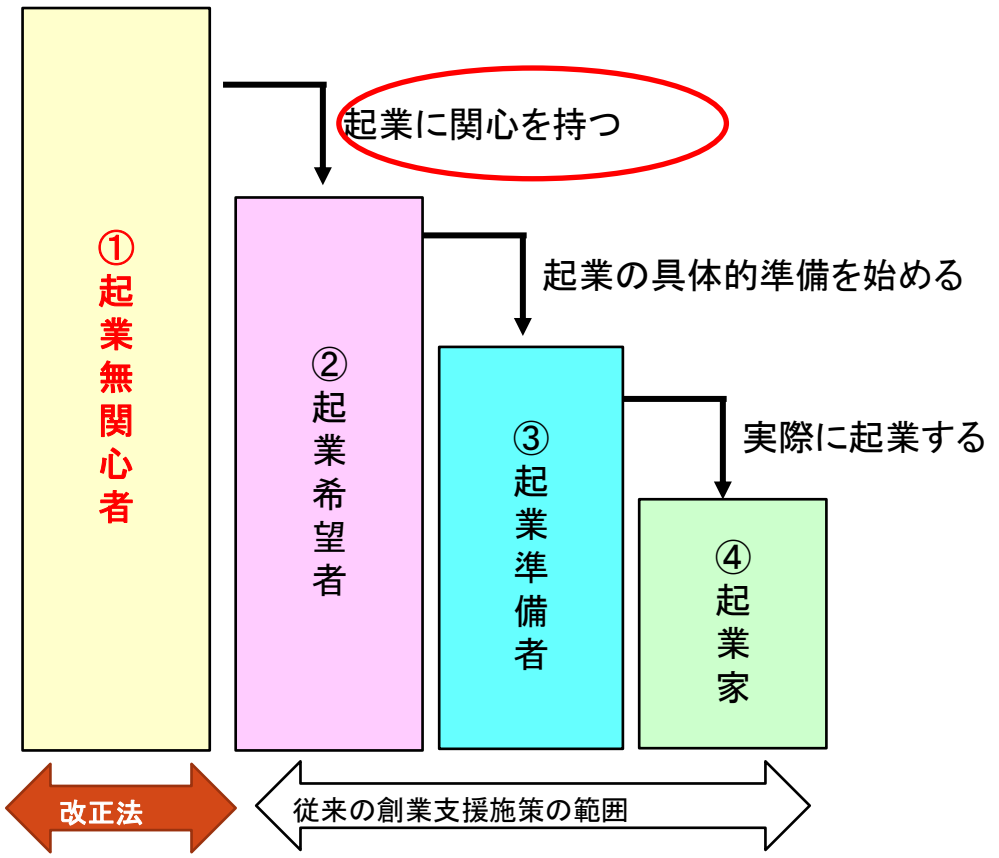 起業に関心を持つ
起業の具体的準備を始める
実際に起業する
①起業無関心者
②起業希望者
③起業準備者
④起業家
改正法
従来の創業支援施策の範囲